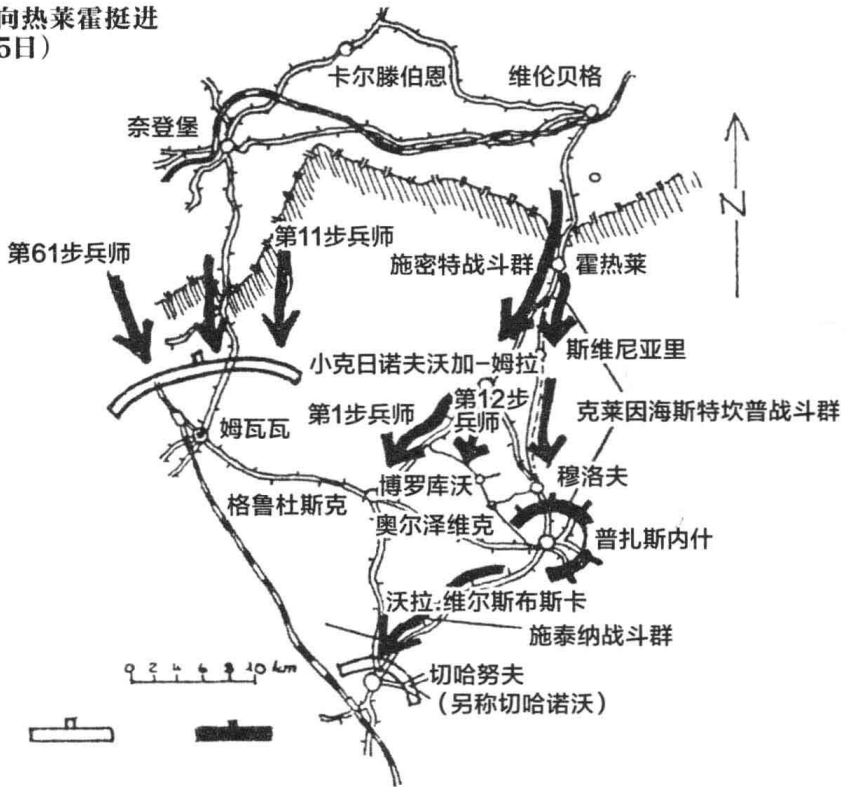 向热莱霍挺进
5日）
卡尔滕伯恩
维伦贝格
奈登堡
N
第11步兵师
第61步兵师
施密特战斗群
霍热莱
斯维尼亚里
小克日诺夫沃加–姆拉
第1步兵师
第12步
兵师
克莱因海斯特坎普战斗群
姆瓦瓦
博罗库沃
穆洛夫
格鲁杜斯克
奥尔泽维克
普扎斯内什
沃拉.维尔斯布斯卡
施泰纳战斗群
0 2 4 6 8 10 km
切哈努夫
（另称切哈诺沃）